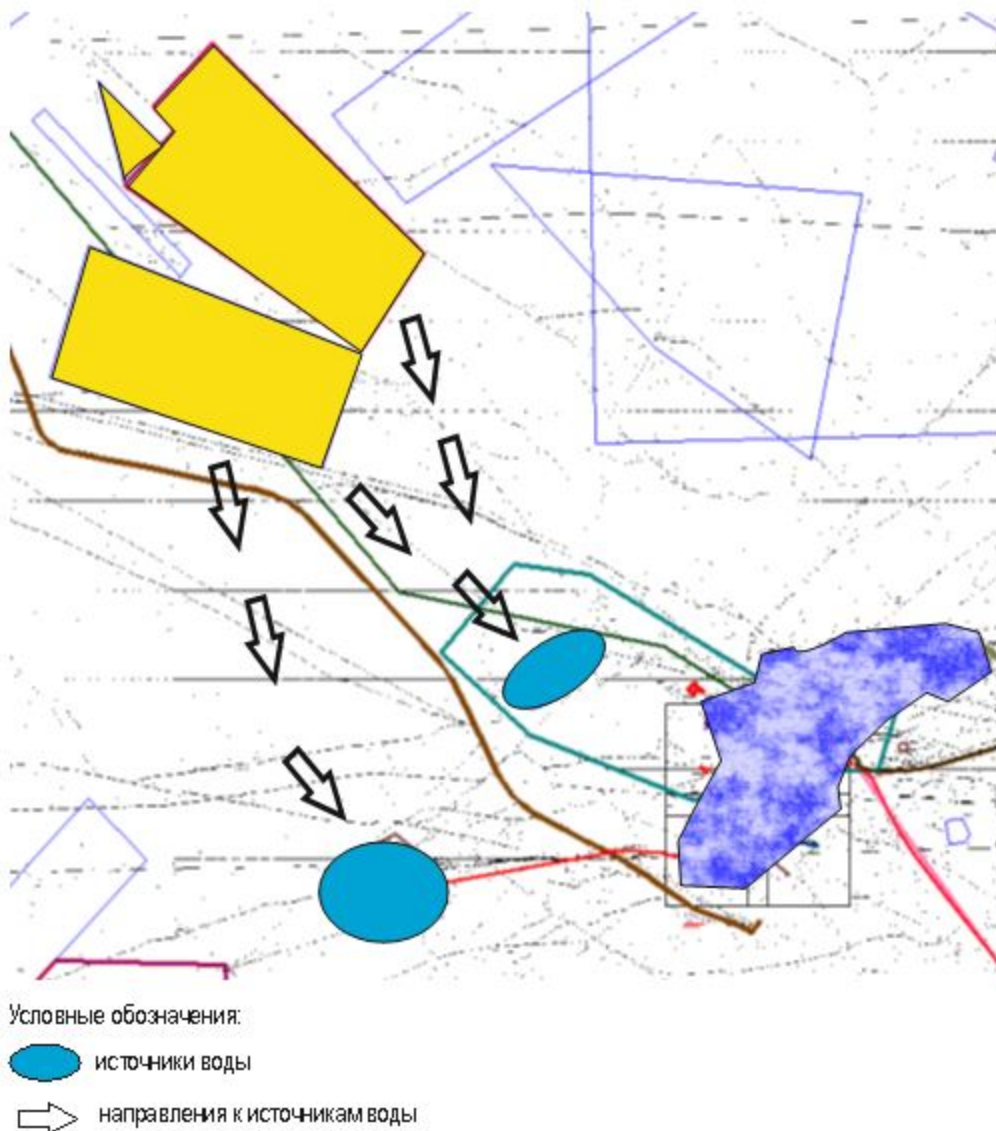 Условные обозначения:
источники воды
направления к источникам воды